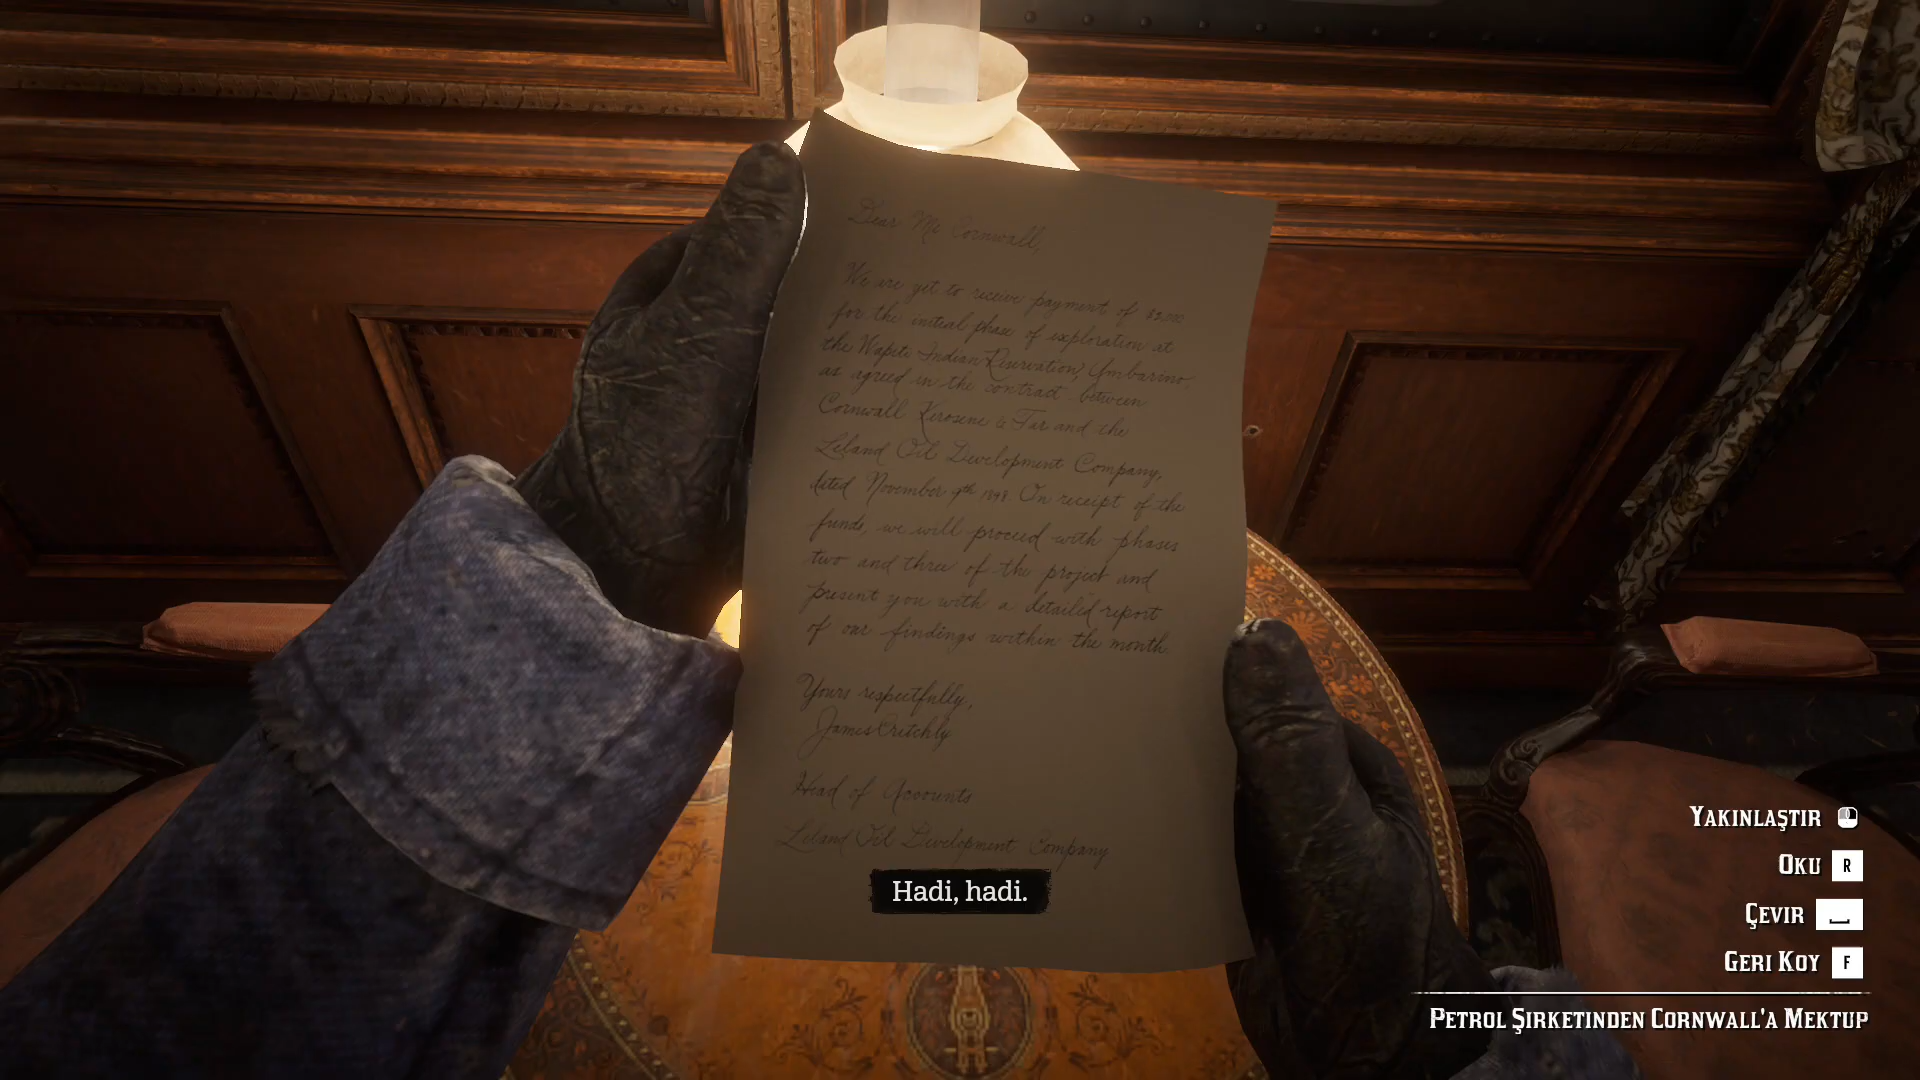 Dear Mr Cornwall,
We are yet to receive payment of $3,000
for the initial phase of exploration at
the Wapiti Indian Reservation, Ambarino
as agreed in the contract between
Cornwall Kerosene & Tar and the
Leland Oil Development Company,
dated November 9th 1898. On receipt of the
funds, we will proceed with phases
two and three of the project and
present you with a detailed report
of our findings within the month.
Yours respectfully,
James Critchly
Head of Accounts
Leland Oil Development Company
Hadi, hadi.
YAKINLAŞTIR
OKU R
ÇEVIR
GERI KOY F
PETROL ŞIRKETINDEN CORNWALL'A MEKTUP